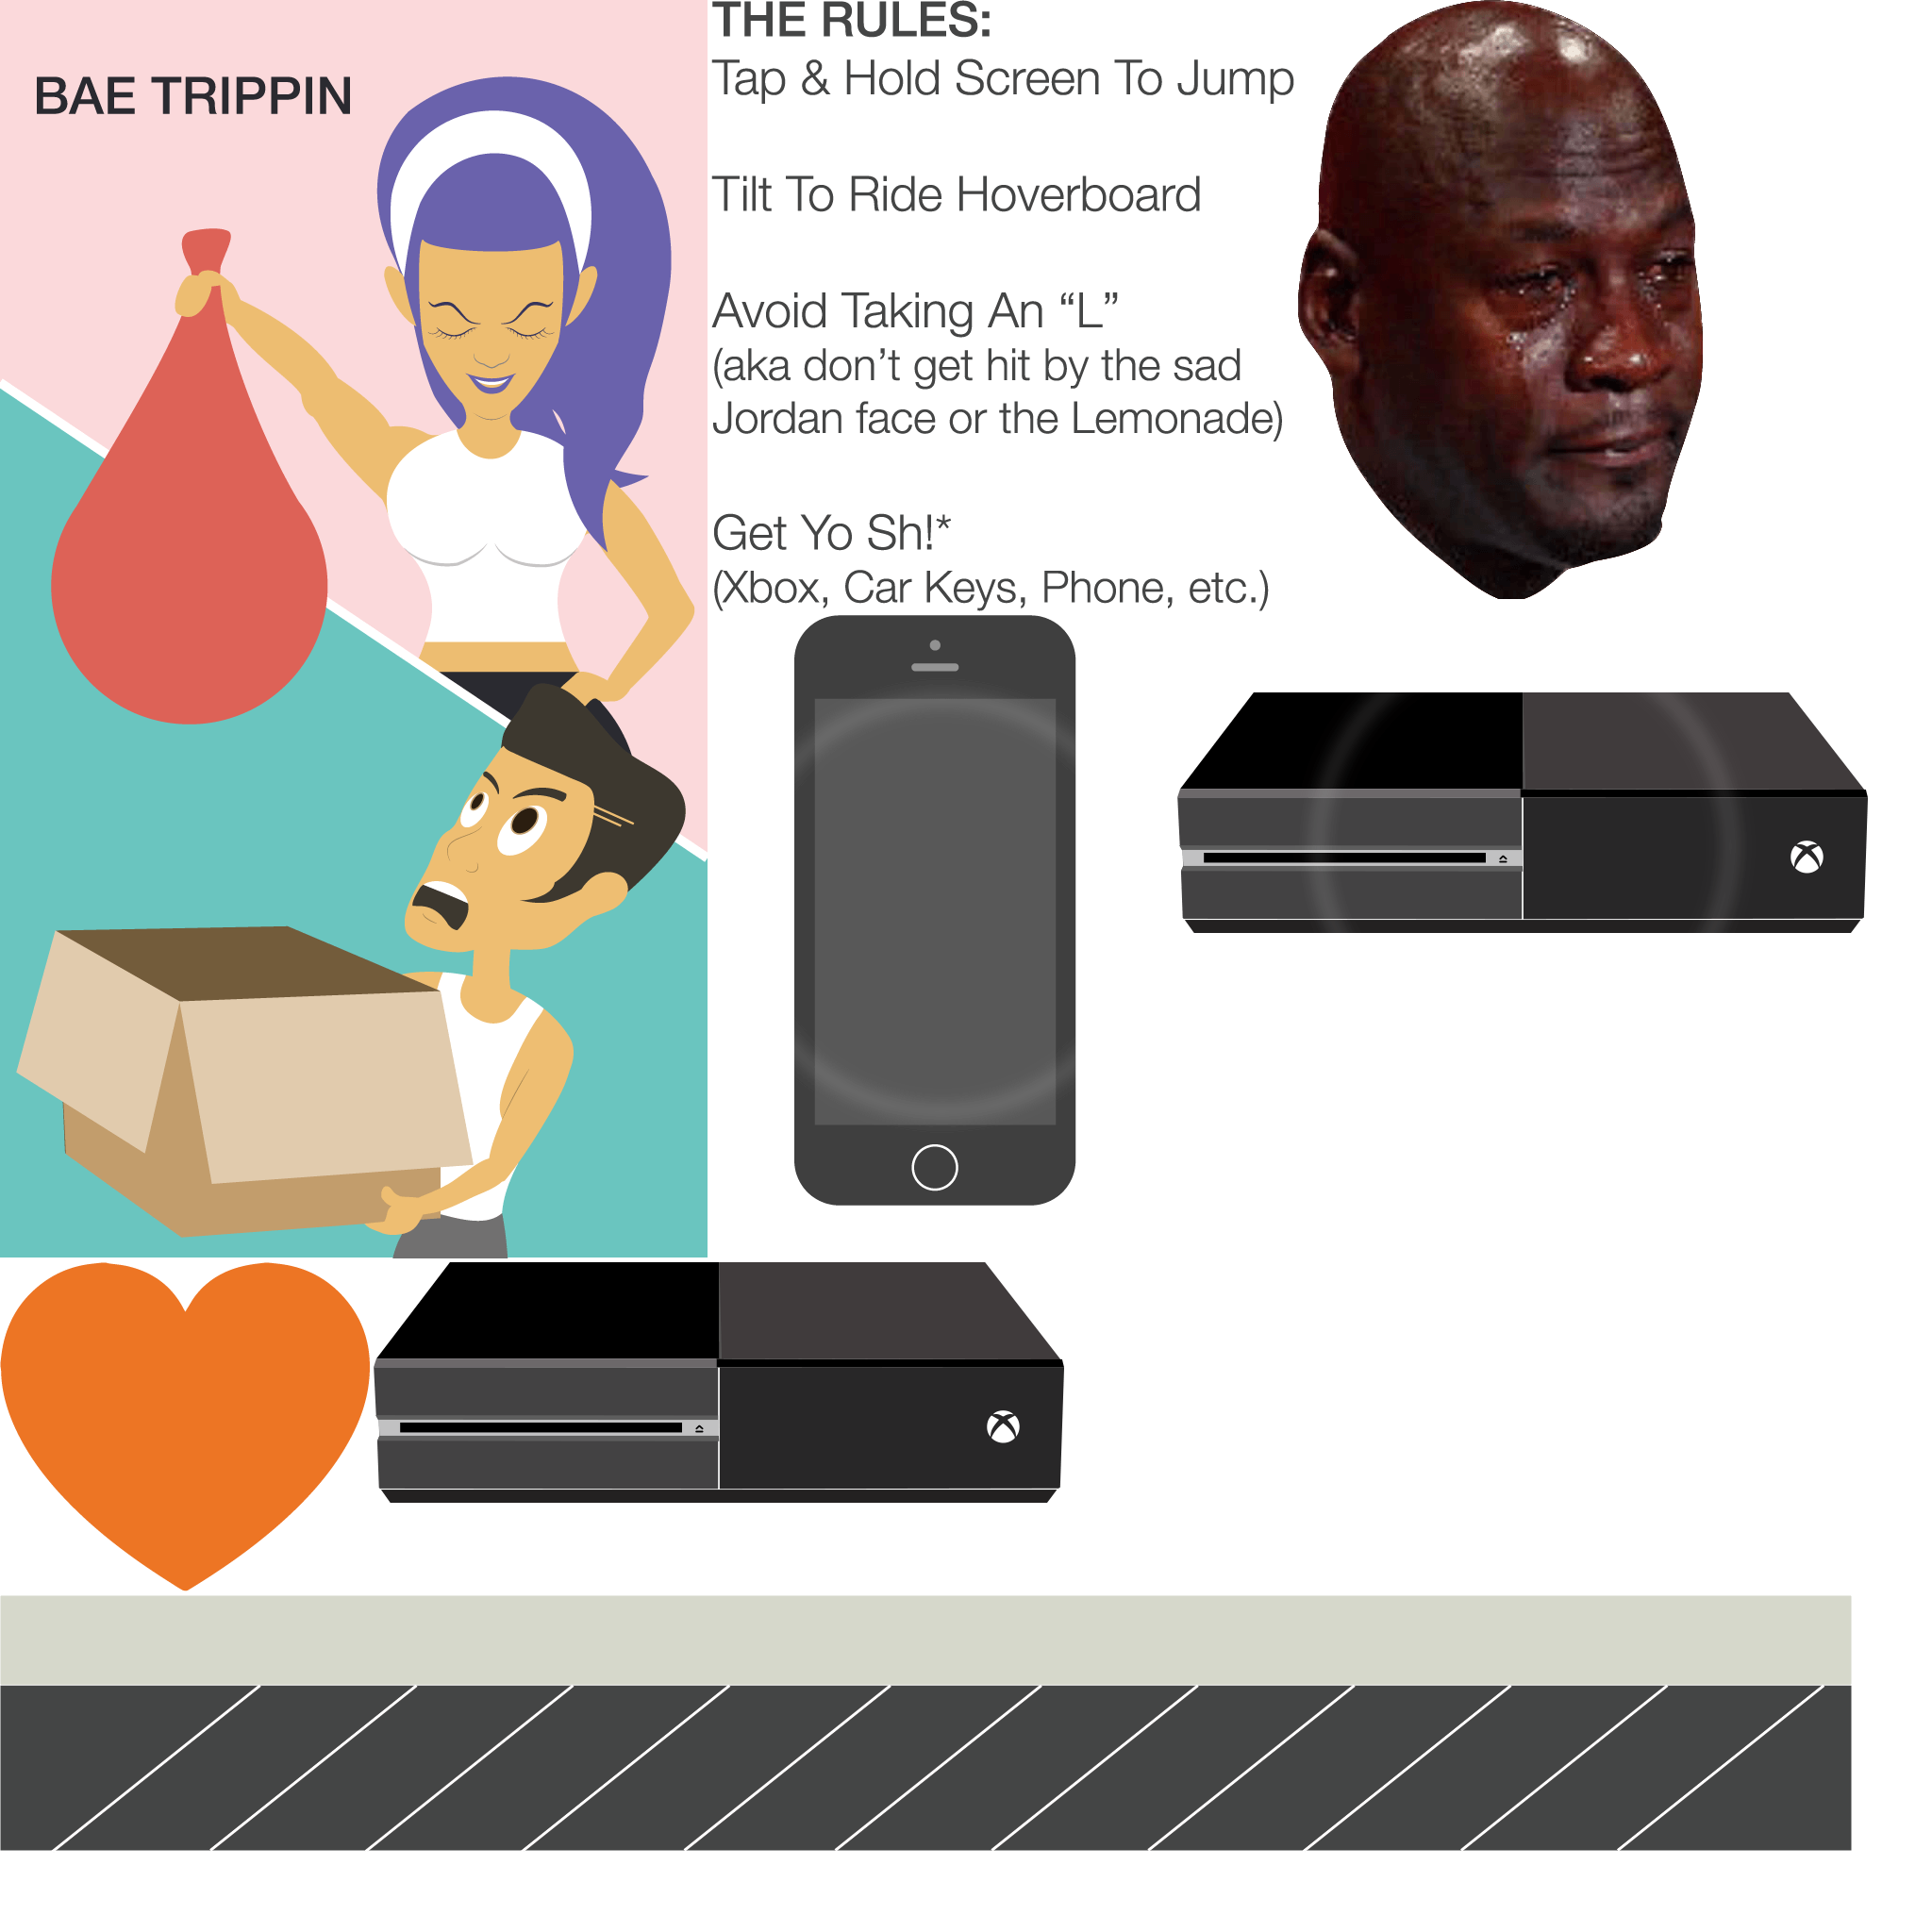 BAE TRIPPIN
THE RULES:
Tap & Hold Screen To Jump
Tilt To Ride Hoverboard
Avoid Taking An “L”
(aka don’t get hit by the sad
Jordan face or the Lemonade)
Get Yo Sh!*
(Xbox, Car Keys, Phone, etc.)